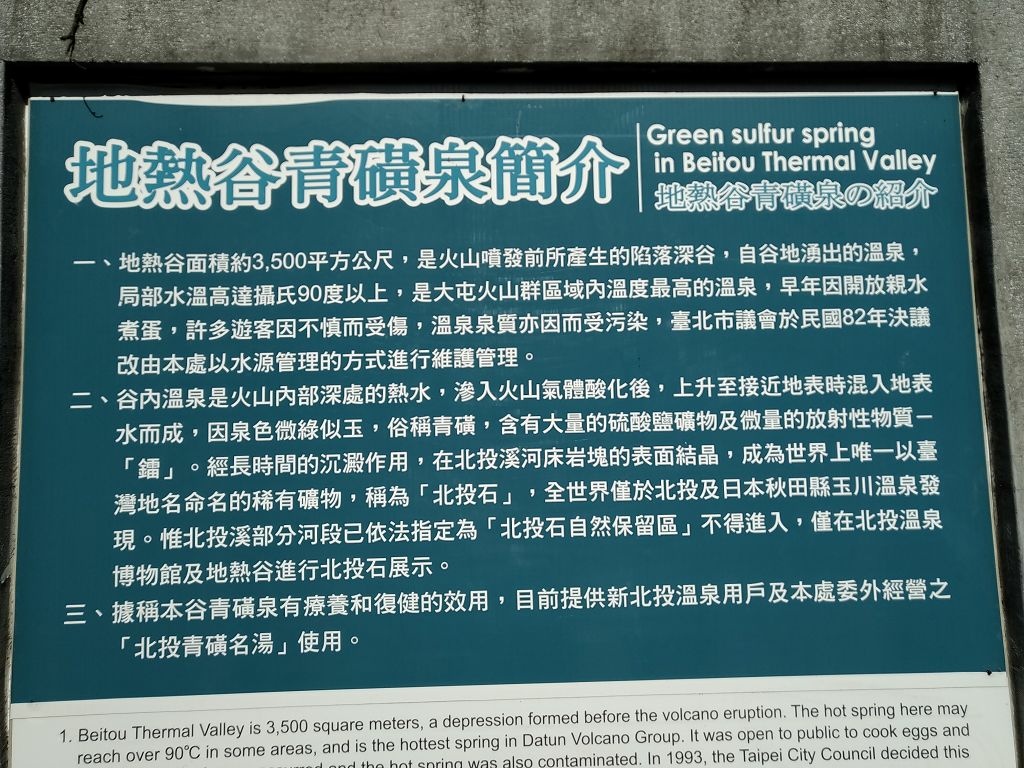 地熱谷青磺泉簡介
Green sulfur spring
in Beitou Thermal Valley
地熱谷青磺泉の紹介
一、地熱谷面積約3,500平方公尺，是火山噴發前所產生的陷落深谷，自谷地湧出的溫泉，
局部水溫高達攝氏90度以上，是大屯火山群區域內溫度最高的溫泉，早年因開放親水
煮蛋，許多遊客因不慎而受傷，溫泉泉質亦因而受污染，臺北市議會於民國82年決議
改由本處以水源管理的方式進行維護管理。
二、谷內溫泉是火山內部深處的熱水，滲入火山氣體酸化後，上升至接近地表時混入地表
水而成，因泉色微綠似玉，俗稱青磺，含有大量的硫酸鹽礦物及微量的放射性物質－
「鐳」。經長時間的沉澱作用，在北投溪河床岩塊的表面結晶，成為世界上唯一以臺
灣地名命名的稀有礦物，稱為「北投石」，全世界僅於北投及日本秋田縣玉川溫泉發
現。惟北投溪部分河段已依法指定為「北投石自然保留區」不得進入，僅在北投溫泉
博物館及地熱谷進行北投石展示。
三、據稱本谷青磺泉有療養和復健的效用，目前提供新北投溫泉用戶及本處委外經營之
「北投青磺名湯」使用。
1. Beitou Thermal Valley is 3,500 square meters, a depression formed before the volcano eruption. The hot spring here may
reach over 90°C in some areas, and is the hottest spring in Datun Volcano Group. It was open to public to cook eggs and
and the hot spring was also contaminated. In 1993, the Taipei City Council decided this